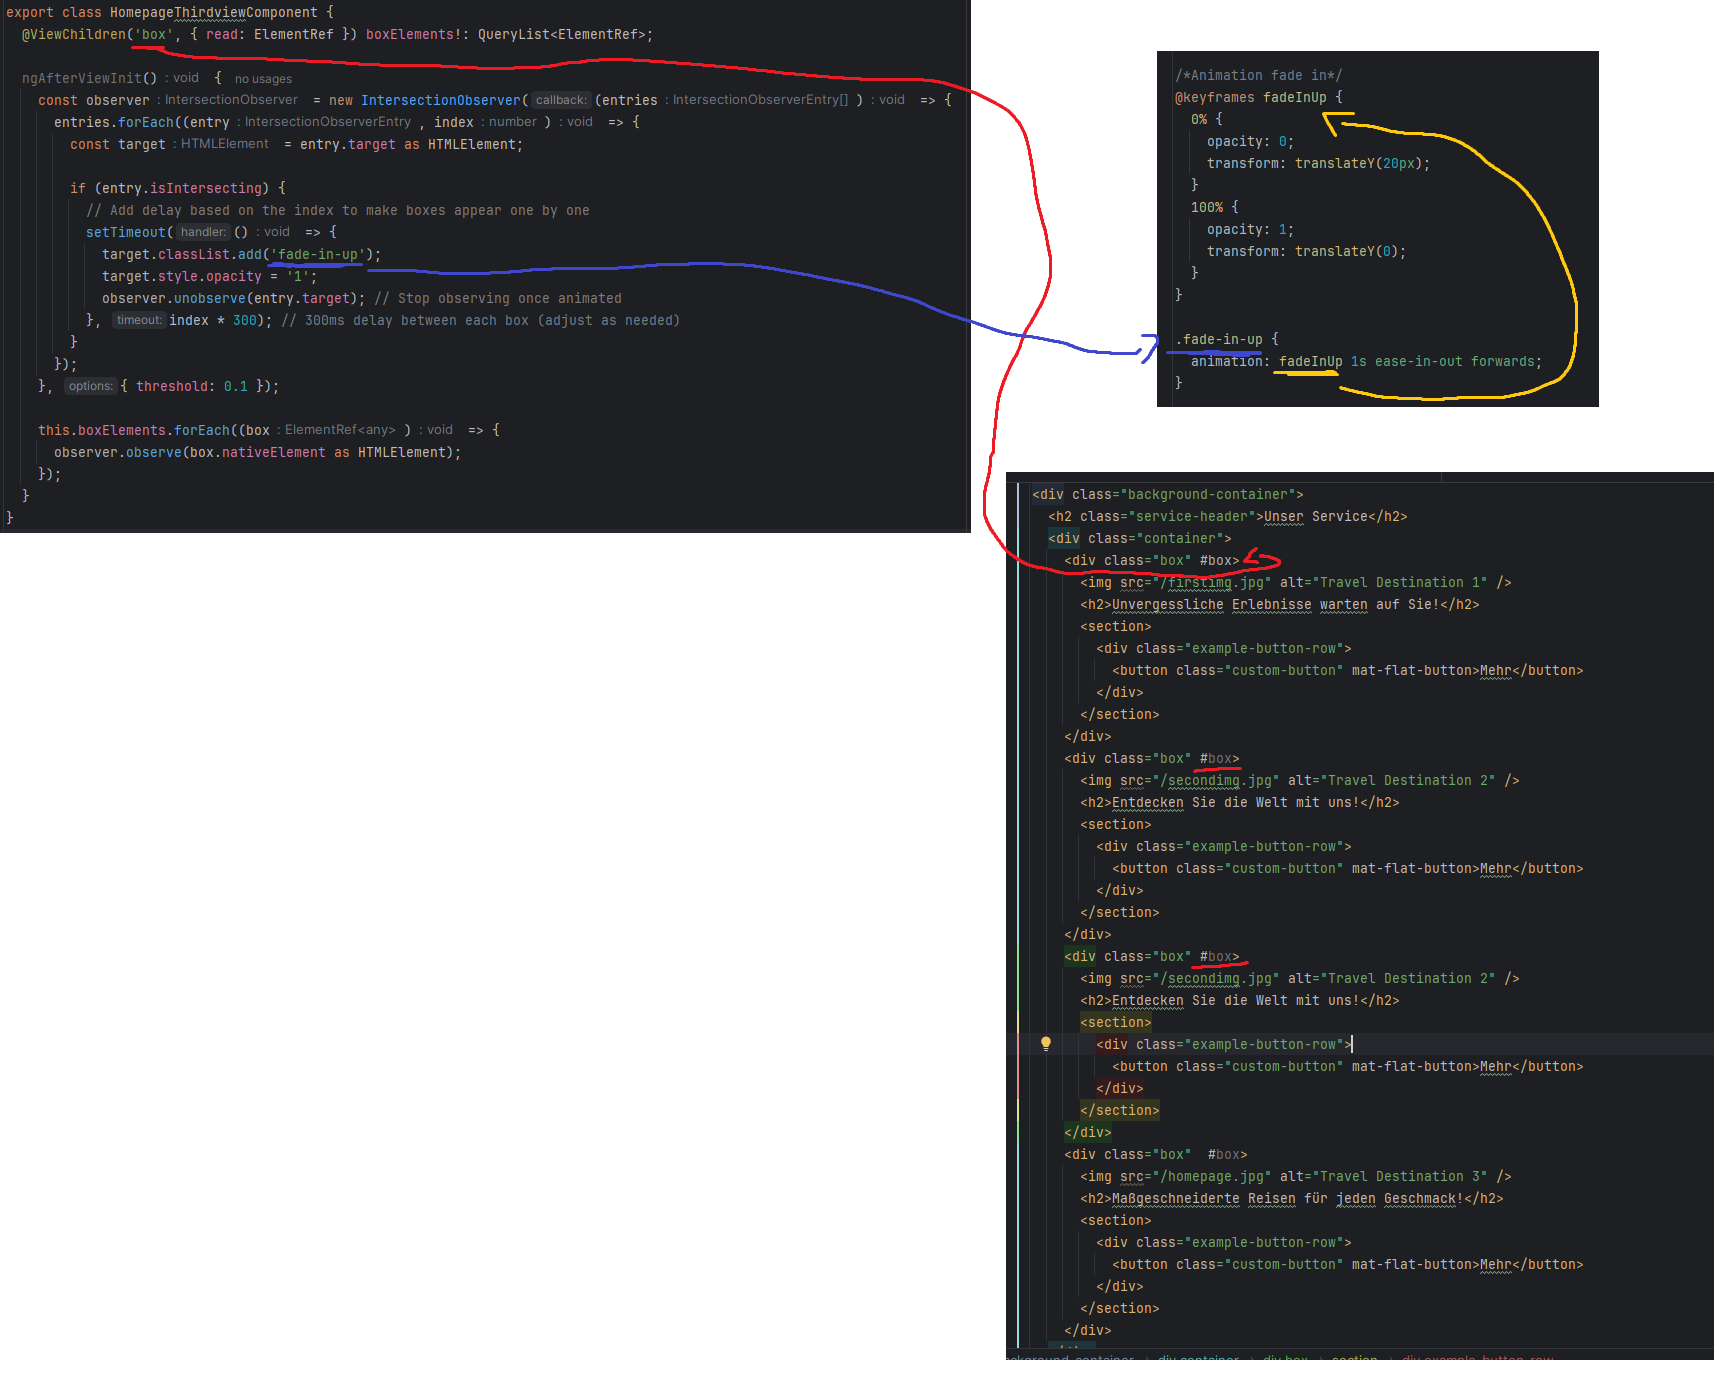 export class HomepageThirdviewComponent {
@ViewChildren('box', { read: ElementRef }) boxElements!: QueryList<ElementRef>;
ngAfterViewInit() : void { no usages
const observer : IntersectionObserver = new IntersectionObserver( callback: (entries : IntersectionObserverEntry[] ) : void => {
entries.forEach((entry : IntersectionObserverEntry , index : number ) : void => {
const target : HTMLElement = entry.target as HTMLElement;
if (entry.isIntersecting) {
// Add delay based on the index to make boxes appear one by one
setTimeout( handler: () : void => {
target.classList.add('fade-in-up');
target.style.opacity = '1';
observer.unobserve(entry.target); // Stop observing once animated
}, timeout: index * 300); // 300ms delay between each box (adjust as needed)
}
});
}, options: { threshold: 0.1 });
this.boxElements.forEach((box : ElementRef<any> ) : void => {
observer.observe(box.nativeElement as HTMLElement);
});
}
}
/*Animation fade in*/
@keyframes fadeInUp {
0% {
opacity: 0;
transform: translateY(20px);
}
100% {
opacity: 1;
transform: translateY(0);
}
}
.fade-in-up {
animation: fadeInUp 1s ease-in-out forwards;
}
<div class="background-container">
<h2 class="service-header">Unser Service</h2>
<div class="container">
<div class="box" #box>
<img src="/firstimg.jpg" alt="Travel Destination 1" />
<h2>Unvergessliche Erlebnisse warten auf Sie!</h2>
<section>
<div class="example-button-row">
<button class="custom-button" mat-flat-button>Mehr</button>
</div>
</section>
</div>
<div class="box" #box>
<img src="/secondimg.jpg" alt="Travel Destination 2" />
<h2>Entdecken Sie die Welt mit uns!</h2>
<section>
<div class="example-button-row">
<button class="custom-button" mat-flat-button>Mehr</button>
</div>
</section>
</div>
<div class="box" #box>
<img src="/secondimg.jpg" alt="Travel Destination 2" />
<h2>Entdecken Sie die Welt mit uns!</h2>
<section>
<div class="example-button-row">
<button class="custom-button" mat-flat-button>Mehr</button>
</div>
</section>
</div>
<div class="box" #box>
<img src="/homepage.jpg" alt="Travel Destination 3" />
<h2>Maßgeschneiderte Reisen für jeden Geschmack!</h2>
<section>
<div class="example-button-row">
<button class="custom-button" mat-flat-button>Mehr</button>
</div>
</section>
</div>
div.container > div.box > section > div.example-button-row